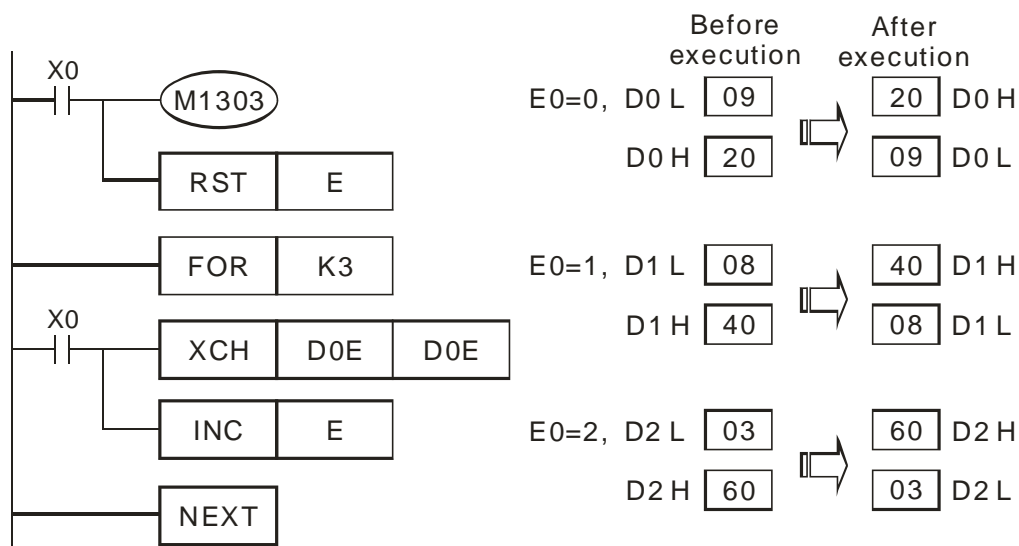 X0
M1303
RST E
FOR K3
X0
XCH D0E D0E
INC E
NEXT
Before execution
After execution
E0=0, D0 L 09 20 D0 H
D0 H 20 09 D0 L
E0=1, D1 L 08 40 D1 H
D1 H 40 08 D1 L
E0=2, D2 L 03 60 D2 H
D2 H 60 03 D2 L